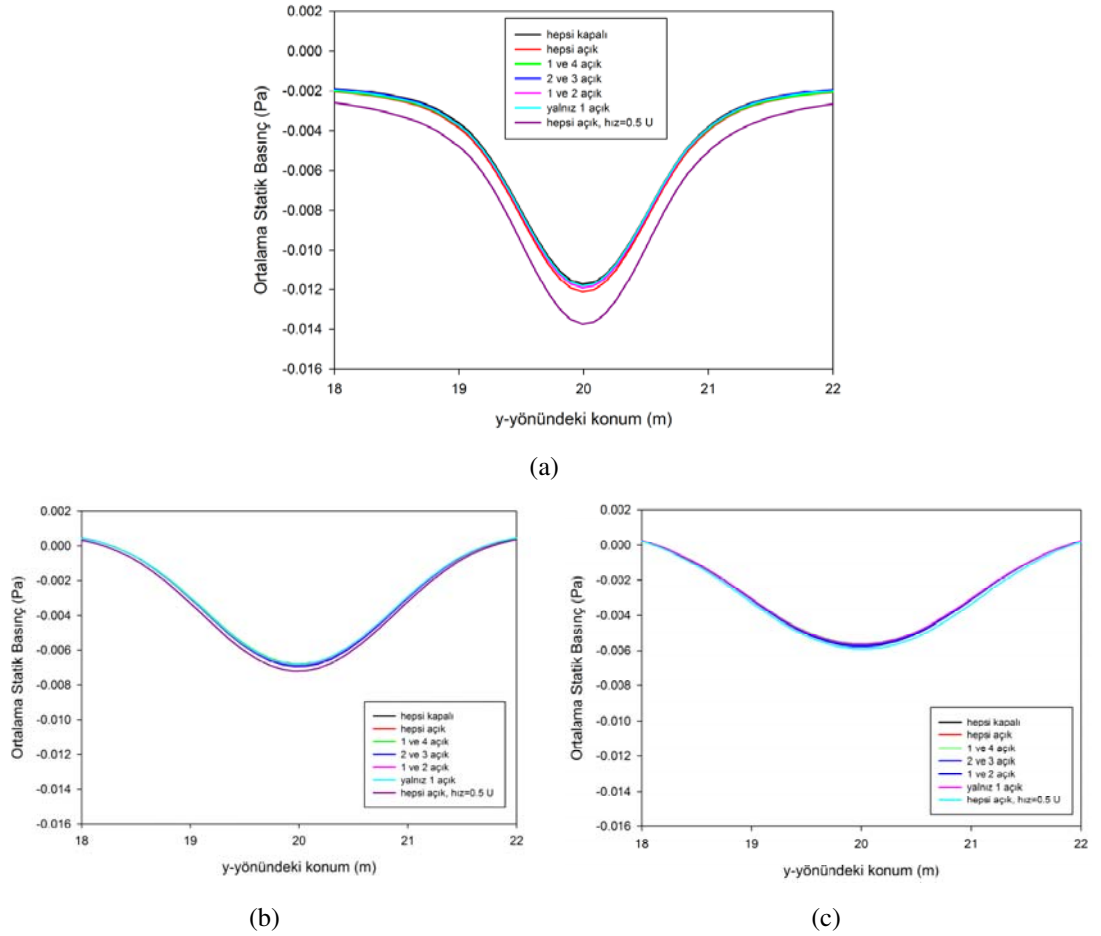 (a)
0.002
0.000
-0.002
-0.004
-0.006
-0.008
-0.010
-0.012
-0.014
-0.016
Ortalama Statik Basınç (Pa)
hepsi kapalı
hepsi açık
1 ve 4 açık
2 ve 3 açık
1 ve 2 açık
yalnız 1 açık
hepsi açık, hız=0.5 U
18 19 20 21 22
y-yönündeki konum (m)
(a)
0.002
0.000
-0.002
-0.004
-0.006
-0.008
-0.010
-0.012
-0.014
-0.016
Ortalama Statik Basınç (Pa)
hepsi kapalı
hepsi açık
1 ve 4 açık
2 ve 3 açık
1 ve 2 açık
yalnız 1 açık
hepsi açık, hız=0.5 U
18 19 20 21 22
y-yönündeki konum (m)
(b)
0.002
0.000
-0.002
-0.004
-0.006
-0.008
-0.010
-0.012
-0.014
-0.016
Ortalama Statik Basınç (Pa)
hepsi kapalı
hepsi açık
1 ve 4 açık
2 ve 3 açık
1 ve 2 açık
yalnız 1 açık
hepsi açık, hız=0.5 U
18 19 20 21 22
y-yönündeki konum (m)
(c)